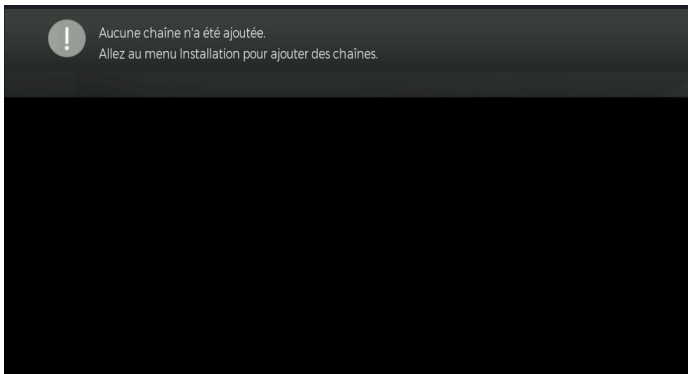 Aucune chaîne n'a été ajoutée.
Allez au menu Installation pour ajouter des chaînes.